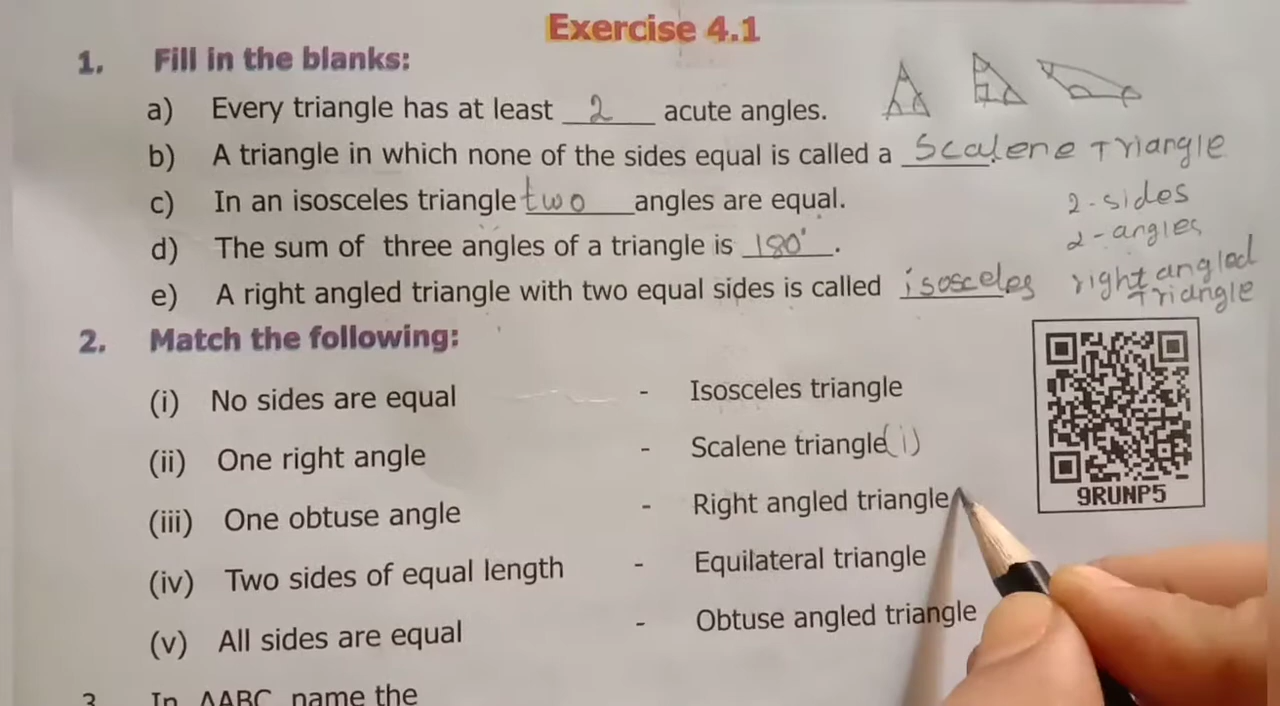 Exercise 4.1
1. Fill in the blanks:
a) Every triangle has at least 2 acute angles.
b) A triangle in which none of the sides equal is called a Scalene Triangle
c) In an isosceles triangle two angles are equal.
2-sides
2-angles
d) The sum of three angles of a triangle is 180°.
e) A right angled triangle with two equal sides is called isosceles right angled Triangle
2. Match the following:
(i) No sides are equal - Isosceles triangle
(ii) One right angle - Scalene triangle (i)
(iii) One obtuse angle - Right angled triangle
(iv) Two sides of equal length - Equilateral triangle
(v) All sides are equal - Obtuse angled triangle
9RUNP5
3. In ΔABC name the